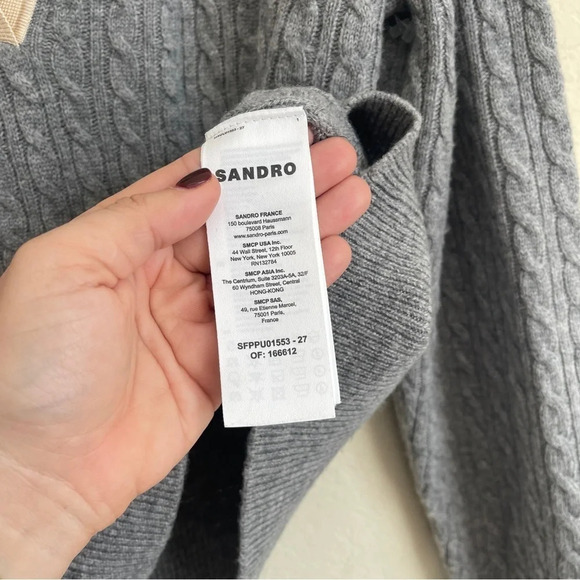 SANDRO
SANDRO FRANCE
150 boulevard Haussmann
75008 Paris
www.sandro-paris.com
SMCP USA Inc.
44 Wall Street, 12th Floor
New York, New York 10005
RN132784
SMCP ASIA Inc.
The Centrium, Suite 3203A-5A, 32/F
60 Wyndham Street, Central
HONG-KONG
SMCP SAS,
49, rue Etienne Marcel,
75001 Paris,
France
SFPPU01553 - 27
OF: 166612